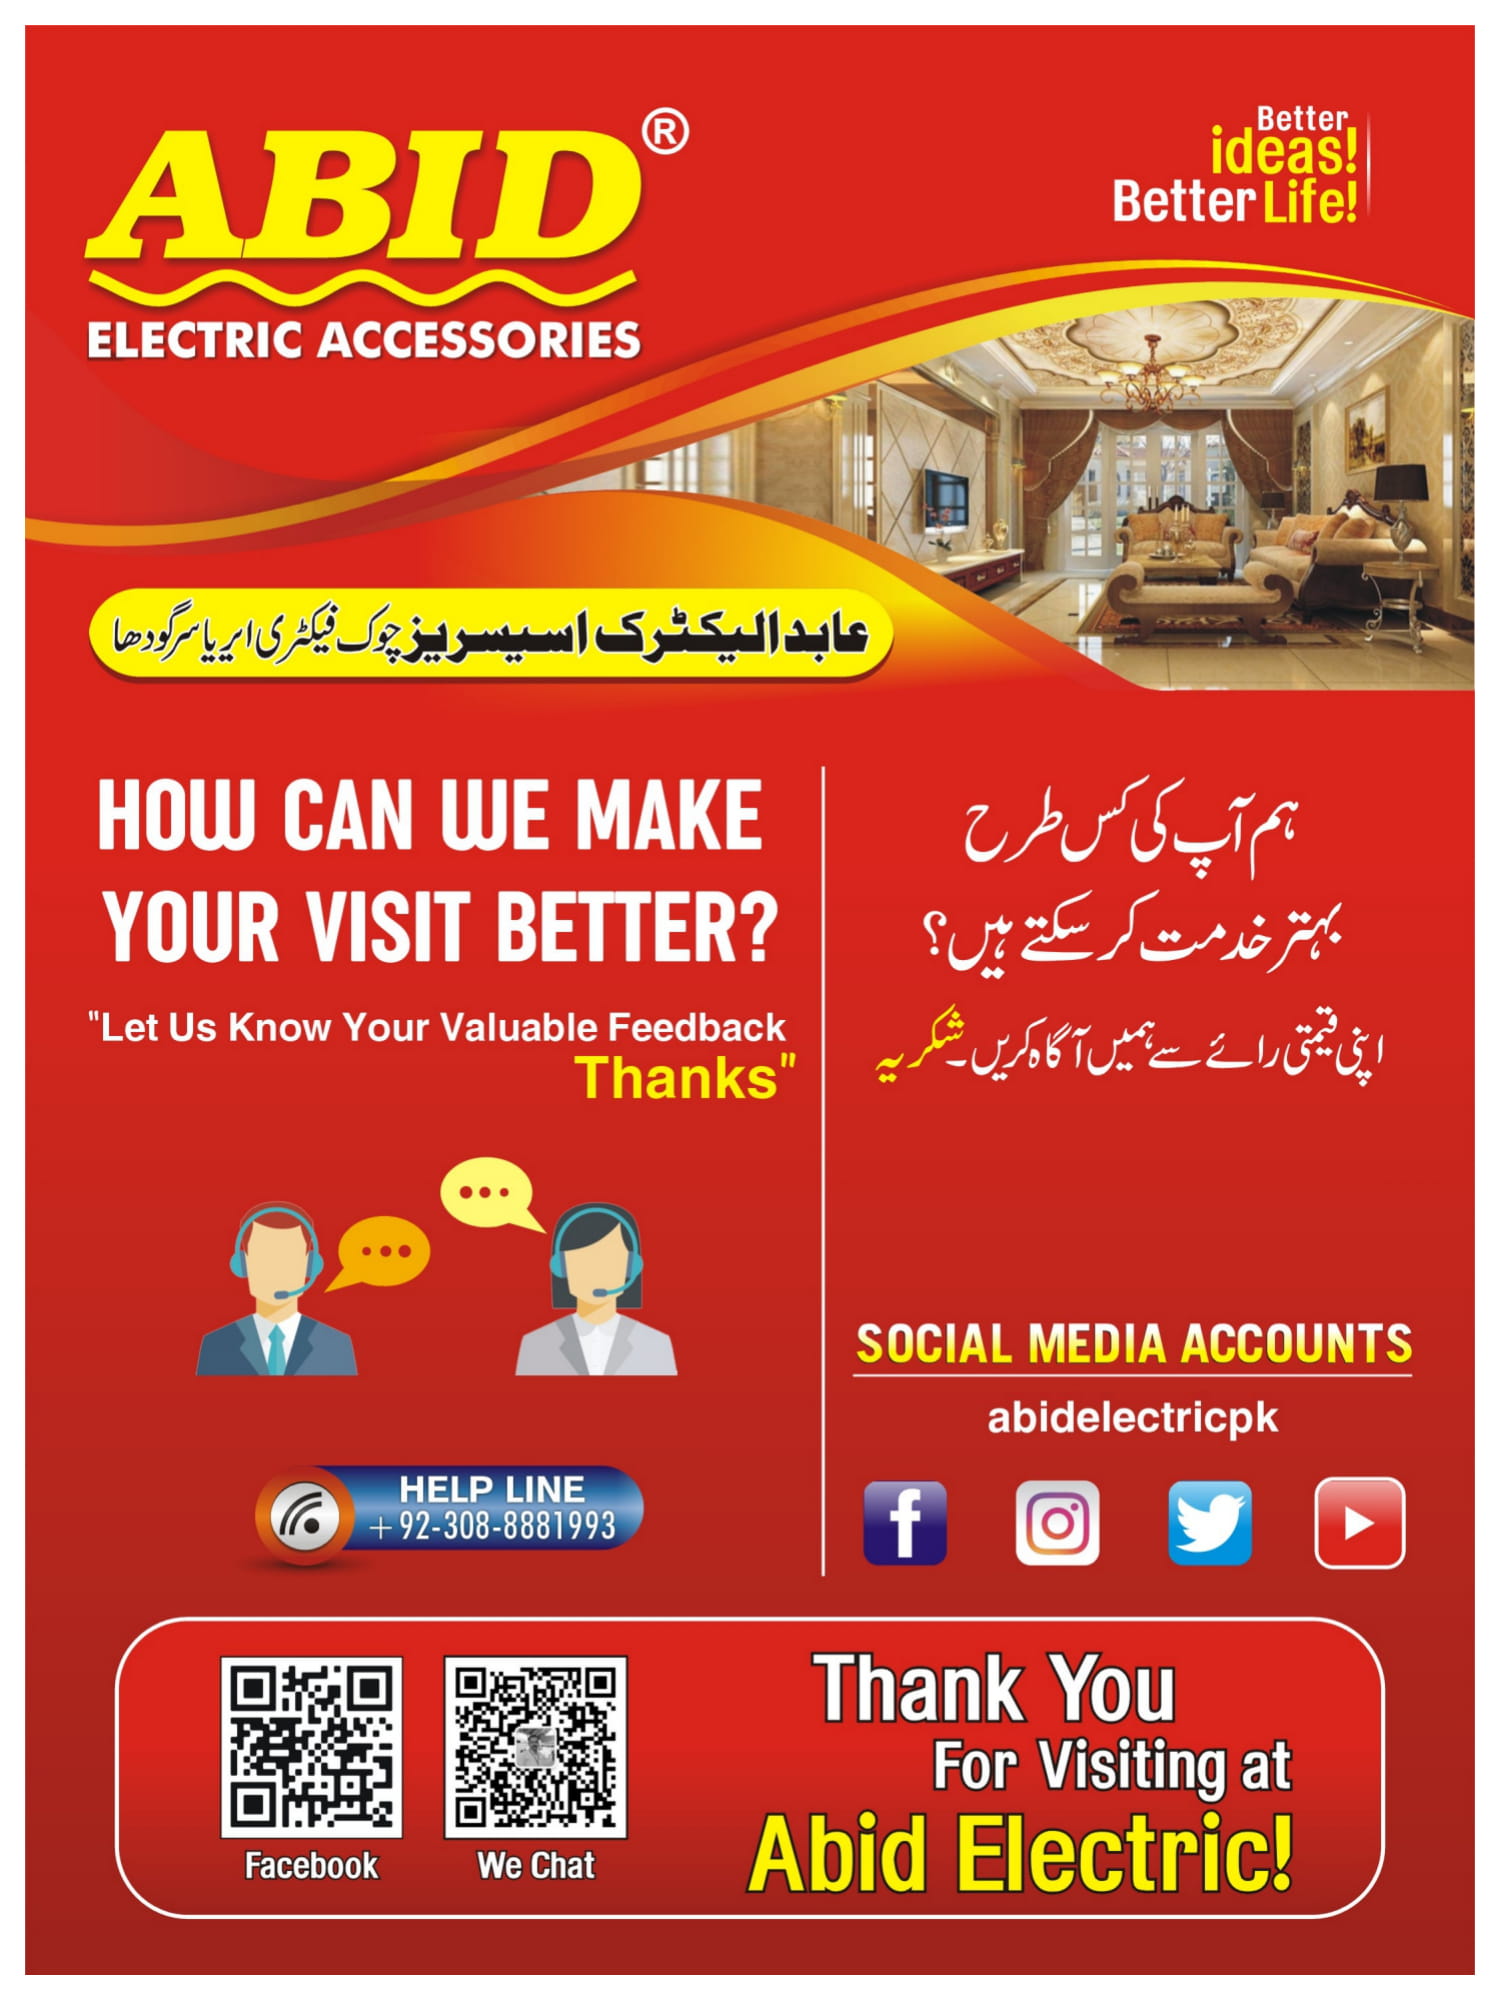 ABID®
ELECTRIC ACCESSORIES
Better
ideas!
Better Life!
عابد الیکٹرک اسیسریز چوک فیکٹری ایریا سرگودھا
HOW CAN WE MAKE
YOUR VISIT BETTER?
"Let Us Know Your Valuable Feedback
Thanks"
ہم آپ کی کس طرح
بہتر خدمت کر سکتے ہیں؟
اپنی قیمتی رائے سے ہمیں آگاہ کریں۔ شکریہ
HELP LINE
+92-308-8881993
SOCIAL MEDIA ACCOUNTS
abidelectricpk
Facebook
We Chat
Thank You
For Visiting at
Abid Electric!